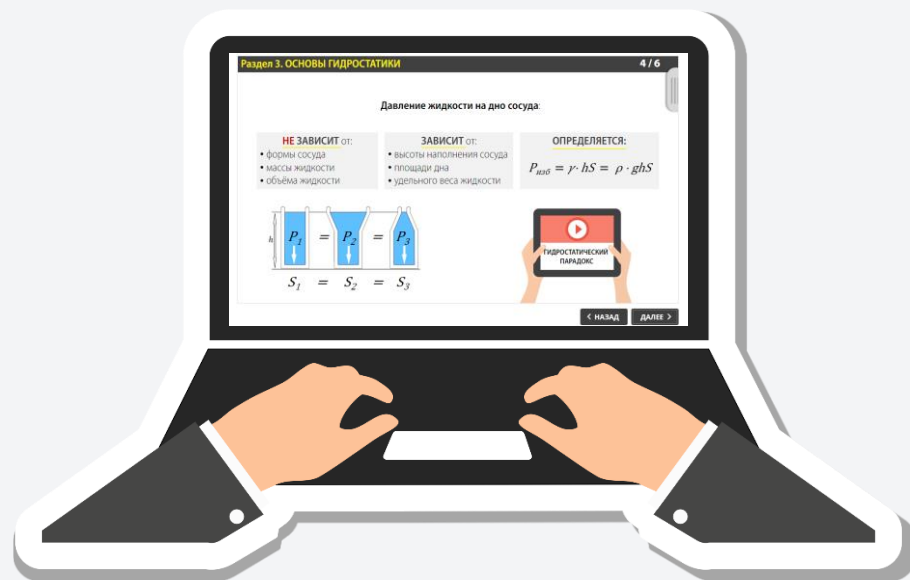 Раздел 3. ОСНОВЫ ГИДРОСТАТИКИ 4 / 6
Давление жидкости на дно сосуда:
НЕ ЗАВИСИТ от:
• формы сосуда
• массы жидкости
• объёма жидкости
ЗАВИСИТ от:
• высоты наполнения сосуда
• площади дна
• удельного веса жидкости
ОПРЕДЕЛЯЕТСЯ:
Pизб = γ · hS = ρ · ghS
h P1 = P2 = P3
S1 = S2 = S3
ГИДРОСТАТИЧЕСКИЙ
ПАРАДОКС
< НАЗАД ДАЛЕЕ >